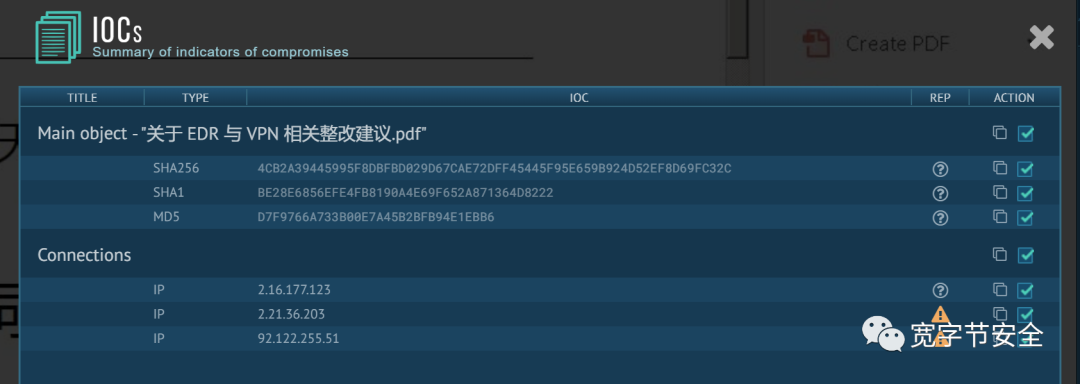 IOCs
Summary of indicators of compromises
Create PDF
TITLE TYPE IOC REP ACTION
Main object - "关于 EDR 与 VPN 相关整改建议.pdf"
SHA256 4CB2A39445995F8DBFBD029D67CAE72DFF45445F95E659B924D52EF8D69FC32C
SHA1 BE28E6856EFE4FB8190A4E69F652A871364D8222
MD5 D7F9766A733B00E7A45B2BFB94E1EBB6
Connections
IP 2.16.177.123
IP 2.21.36.203
IP 92.122.255.51
宽字节安全